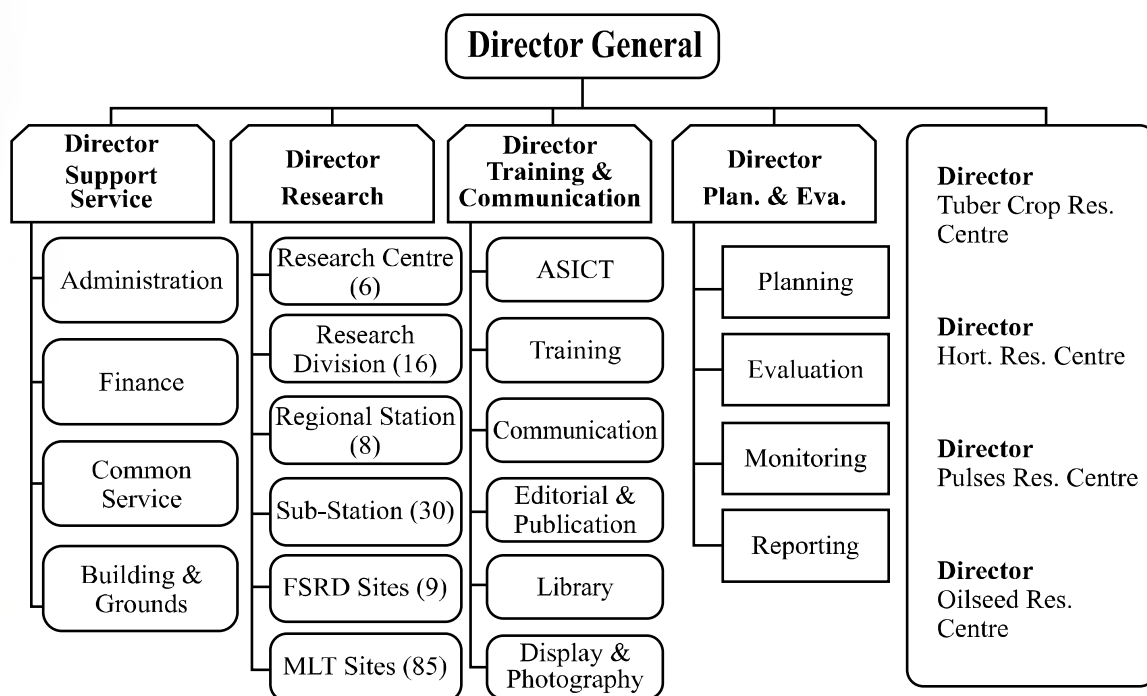 Director General
Director
Support
Service
Administration
Finance
Common
Service
Building &
Grounds
Director
Research
Research Centre
(6)
Research
Division (16)
Regional Station
(8)
Sub-Station (30)
FSRD Sites (9)
MLT Sites (85)
Director
Training &
Communication
ASICT
Training
Communication
Editorial &
Publication
Library
Display &
Photography
Director
Plan. & Eva.
Planning
Evaluation
Monitoring
Reporting
Director
Tuber Crop Res.
Centre
Director
Hort. Res. Centre
Director
Pulses Res. Centre
Director
Oilseed Res.
Centre